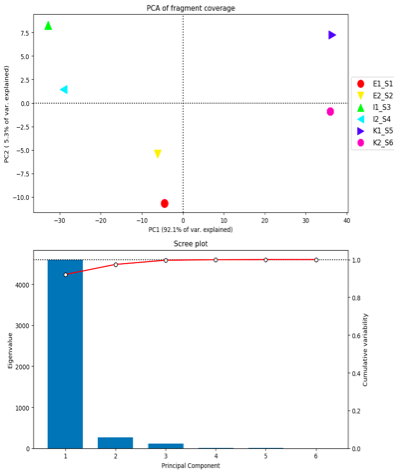 PCA of fragment coverage
PC2 ( 5.3% of var. explained)
7.5
5.0
2.5
0.0
−2.5
−5.0
−7.5
−10.0
−30
−20
−10
0
10
20
30
40
PC1 (92.1% of var. explained)
E1_S1
E2_S2
I1_S3
I2_S4
K1_S5
K2_S6
Scree plot
Eigenvalue
4000
3000
2000
1000
0
1.0
0.8
0.6
0.4
0.2
0.0
Cumulative variability
1
2
3
4
5
6
Principal Component